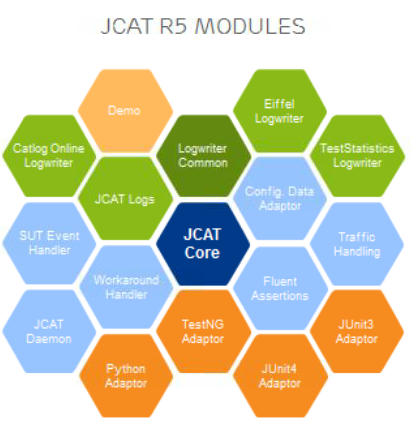 JCAT R5 MODULES
Demo
Eiffel
Logwriter
Catlog Online
Logwriter
Logwriter
Common
TestStatistics
Logwriter
JCAT Logs
Config. Data
Adaptor
SUT Event
Handler
JCAT
Core
Traffic
Handling
Workaround
Handler
Fluent
Assertions
JCAT
Daemon
TestNG
Adaptor
JUnit3
Adaptor
Python
Adaptor
JUnit4
Adaptor